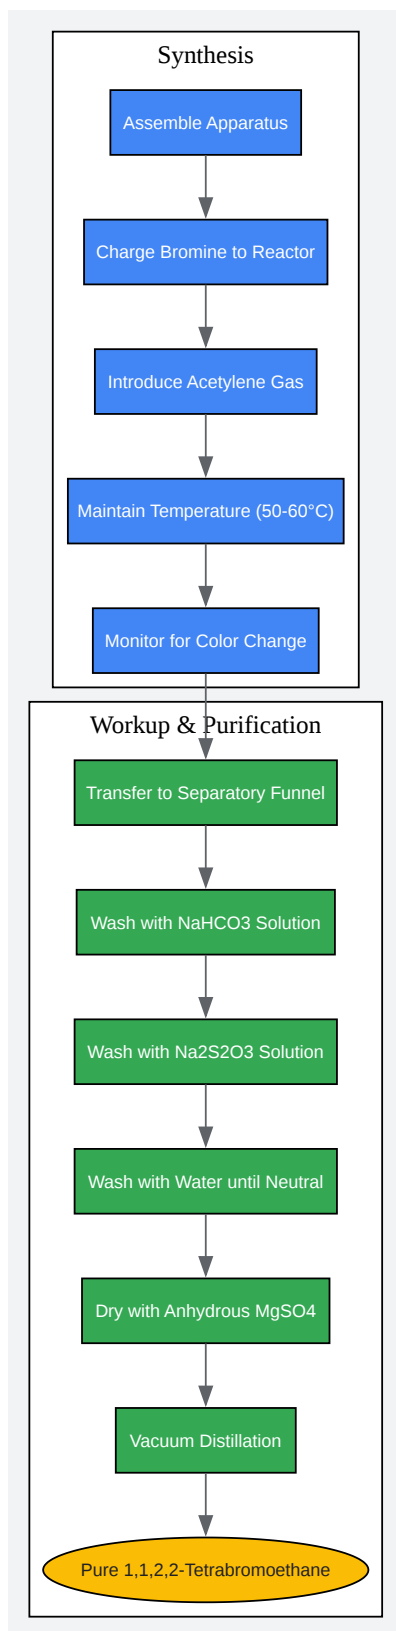 Synthesis
Assemble Apparatus
Charge Bromine to Reactor
Introduce Acetylene Gas
Maintain Temperature (50-60°C)
Monitor for Color Change
Workup & Purification
Transfer to Separatory Funnel
Wash with NaHCO3 Solution
Wash with Na2S2O3 Solution
Wash with Water until Neutral
Dry with Anhydrous MgSO4
Vacuum Distillation
Pure 1,1,2,2-Tetrabromoethane